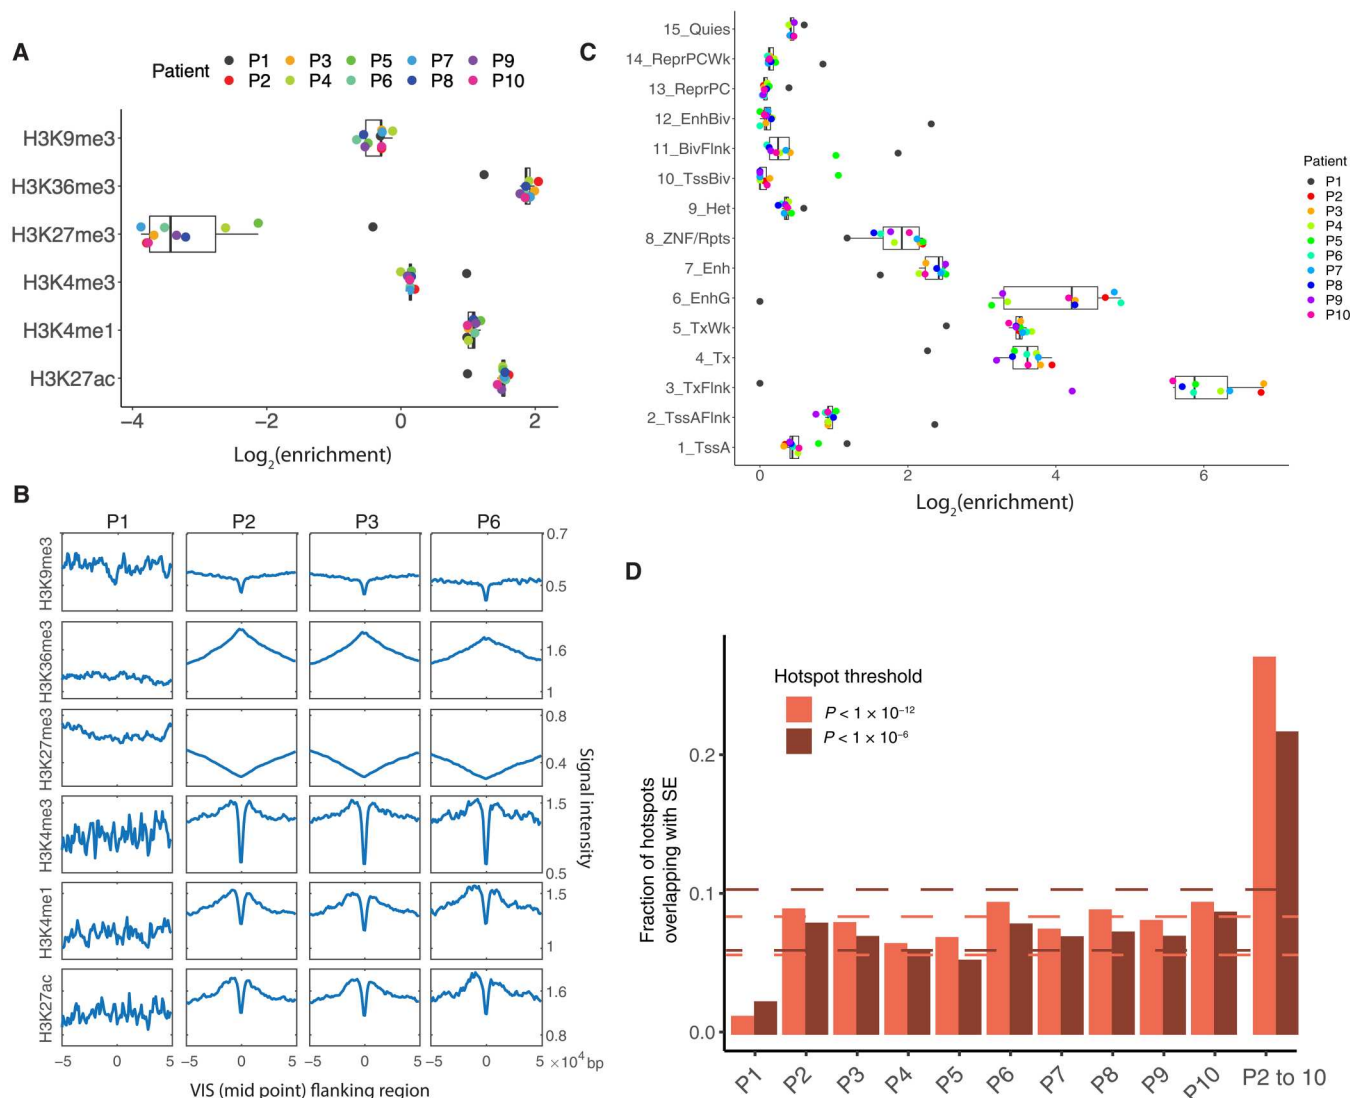 A
Patient P1 P3 P5 P7 P9
P2 P4 P6 P8 P10
H3K9me3
H3K36me3
H3K27me3
H3K4me3
H3K4me1
H3K27ac
−4 −2 0 2
Log2(enrichment)
B
P1 P2 P3 P6
H3K9me3
0.7
0.5
H3K36me3
1.6
1
H3K27me3
0.8
0.4
H3K4me3
1.5
0.5
H3K4me1
1.5
1
H3K27ac
1.6
0.8
Signal intensity
−5 0 5 −5 0 5 −5 0 5 −5 0 5 ×10⁴ bp
VIS (mid point) flanking region
C
15_Quies
14_ReprPCWk
13_ReprPC
12_EnhBiv
11_BivFlnk
10_TssBiv
9_Het
8_ZNF/Rpts
7_Enh
6_EnhG
5_TxWk
4_Tx
3_TxFlnk
2_TssAFlnk
1_TssA
0 2 4 6
Log2(enrichment)
Patient
P1
P2
P3
P4
P5
P6
P7
P8
P9
P10
D
Hotspot threshold
P < 1 × 10⁻¹²
P < 1 × 10⁻⁶
Fraction of hotspots
overlapping with SE
0.2
0.1
0.0
P1 P2 P3 P4 P5 P6 P7 P8 P9 P10 P2 to 10